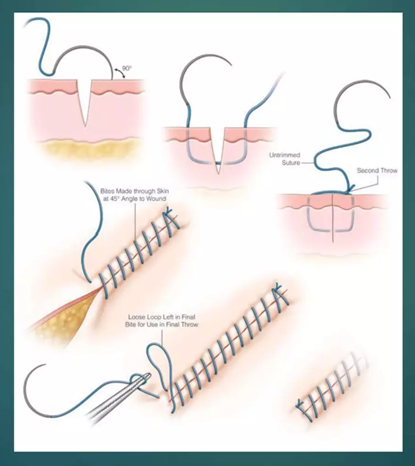 90°
Untrimmed
Suture
Second Throw
Bites Made through Skin
at 45° Angle to Wound
Loose Loop Left in Final
Bite for Use in Final Throw